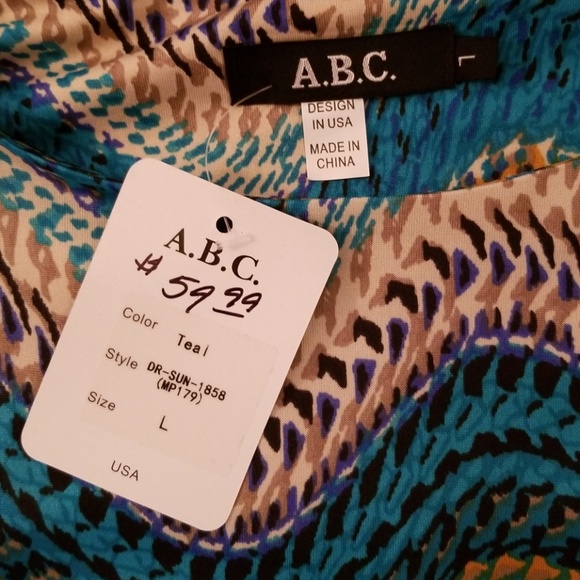 A.B.C.
L
DESIGN
IN USA
MADE IN
CHINA
A.B.C.
$59.99
Color Teal
Style DR-SUN-1858
(MP179)
Size L
USA